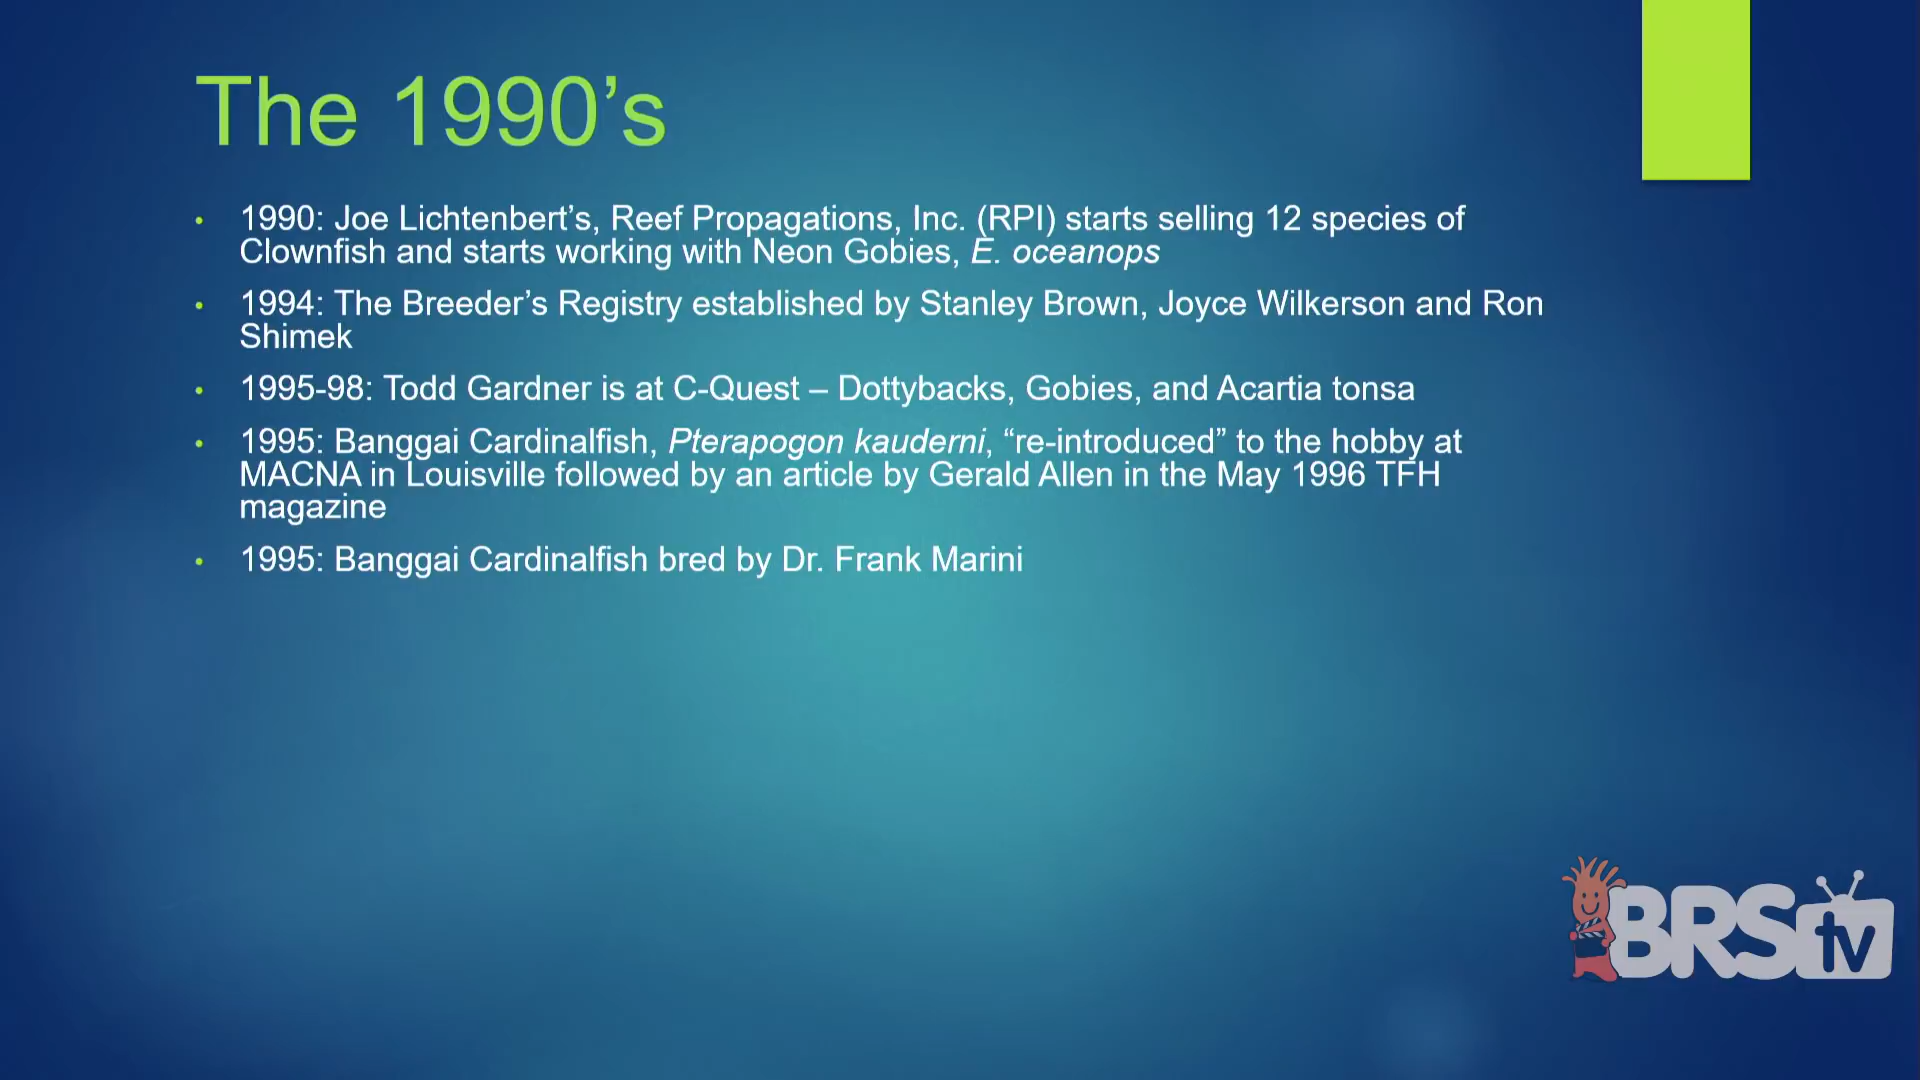 The 1990’s
• 1990: Joe Lichtenbert’s, Reef Propagations, Inc. (RPI) starts selling 12 species of
Clownfish and starts working with Neon Gobies, E. oceanops
• 1994: The Breeder’s Registry established by Stanley Brown, Joyce Wilkerson and Ron
Shimek
• 1995-98: Todd Gardner is at C-Quest – Dottybacks, Gobies, and Acartia tonsa
• 1995: Banggai Cardinalfish, Pterapogon kauderni, “re-introduced” to the hobby at
MACNA in Louisville followed by an article by Gerald Allen in the May 1996 TFH
magazine
• 1995: Banggai Cardinalfish bred by Dr. Frank Marini
BRStv